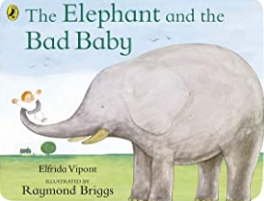 The Elephant and the
Bad Baby
Elfrida Vipont
ILLUSTRATED BY
Raymond Briggs